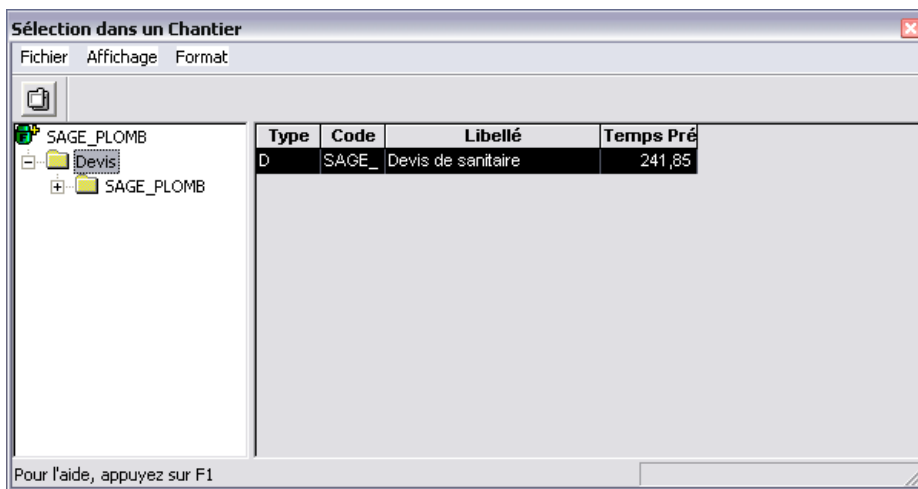 Sélection dans un Chantier
Fichier Affichage Format
SAGE_PLOMB
Devis
SAGE_PLOMB
Type Code Libellé Temps Pré
D SAGE_ Devis de sanitaire 241,85
Pour l'aide, appuyez sur F1